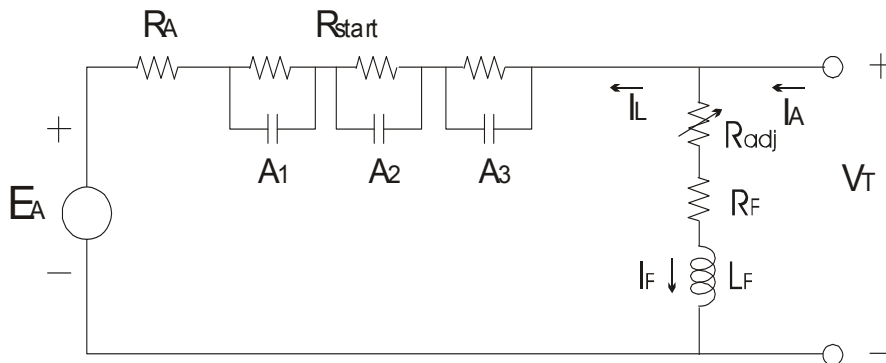 RA
Rstart
+
IL
IA
Radj
A1
A2
A3
+
EA
VT
RF
−
IF
LF
−